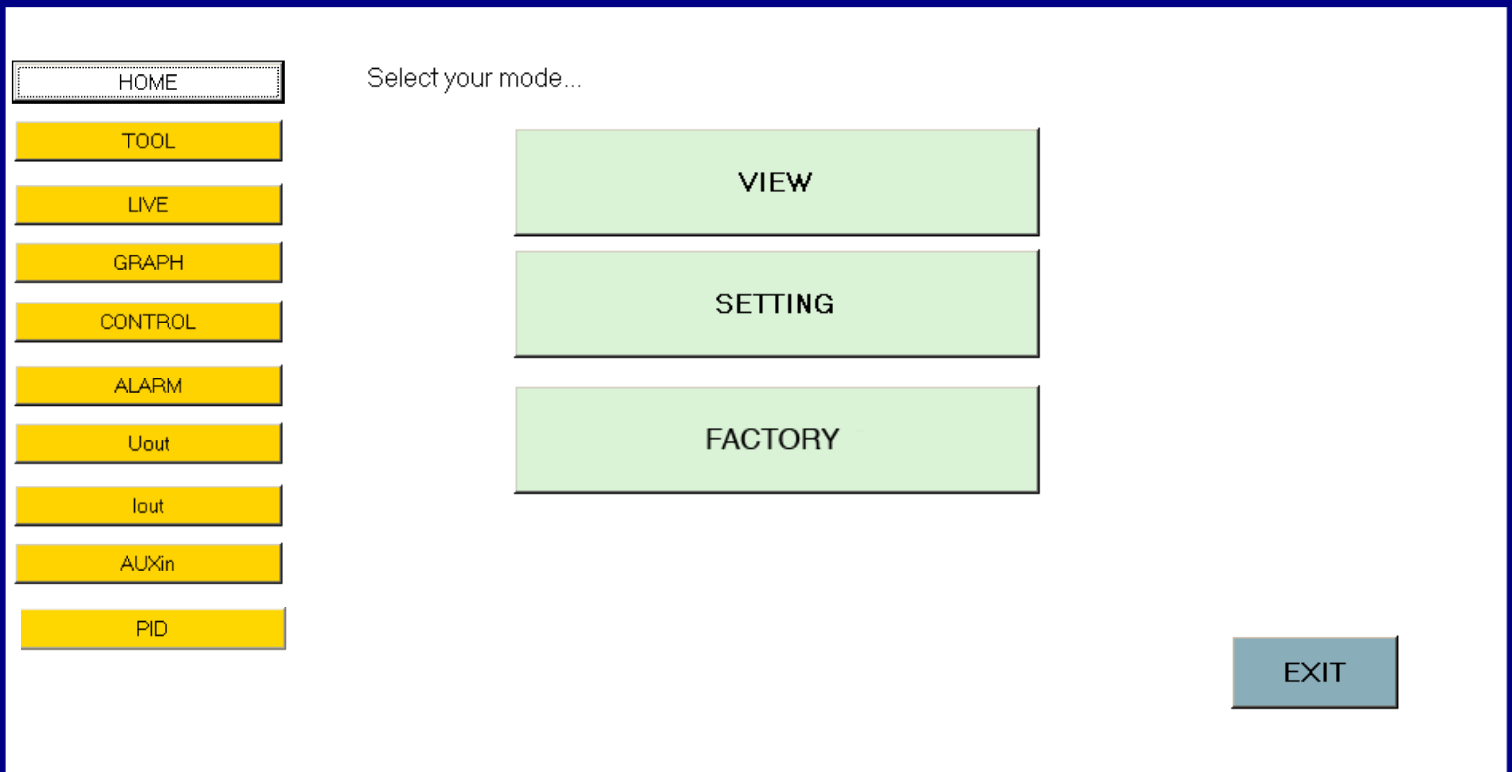 HOME
TOOL
LIVE
GRAPH
CONTROL
ALARM
Uout
Iout
AUXin
PID
Select your mode...
VIEW
SETTING
FACTORY
EXIT